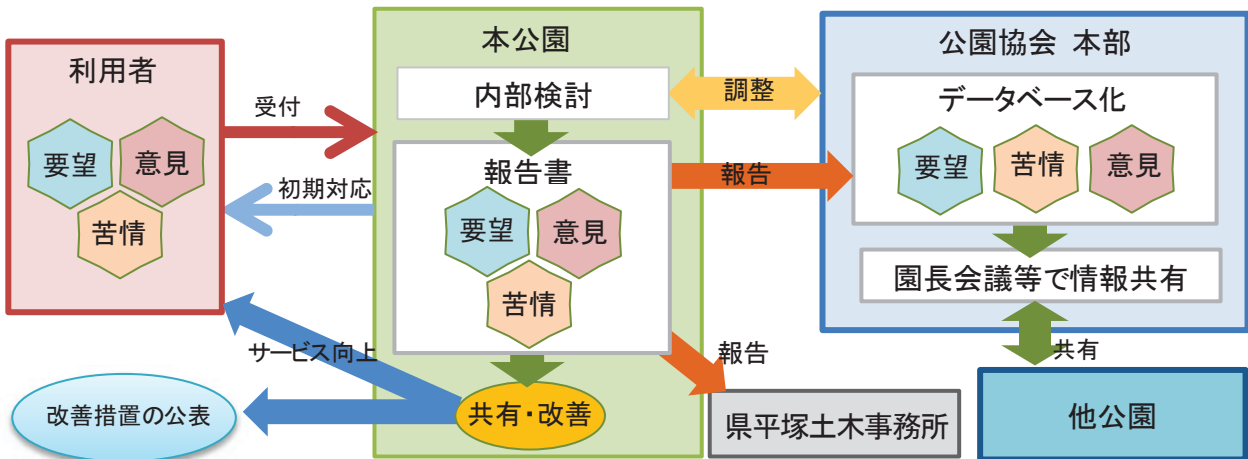 利用者
要望
意見
苦情
受付
初期対応
サービス向上
改善措置の公表
本公園
内部検討
報告書
要望
意見
苦情
共有・改善
調整
報告
報告
県平塚土木事務所
公園協会 本部
データベース化
要望
苦情
意見
園長会議等で情報共有
共有
他公園